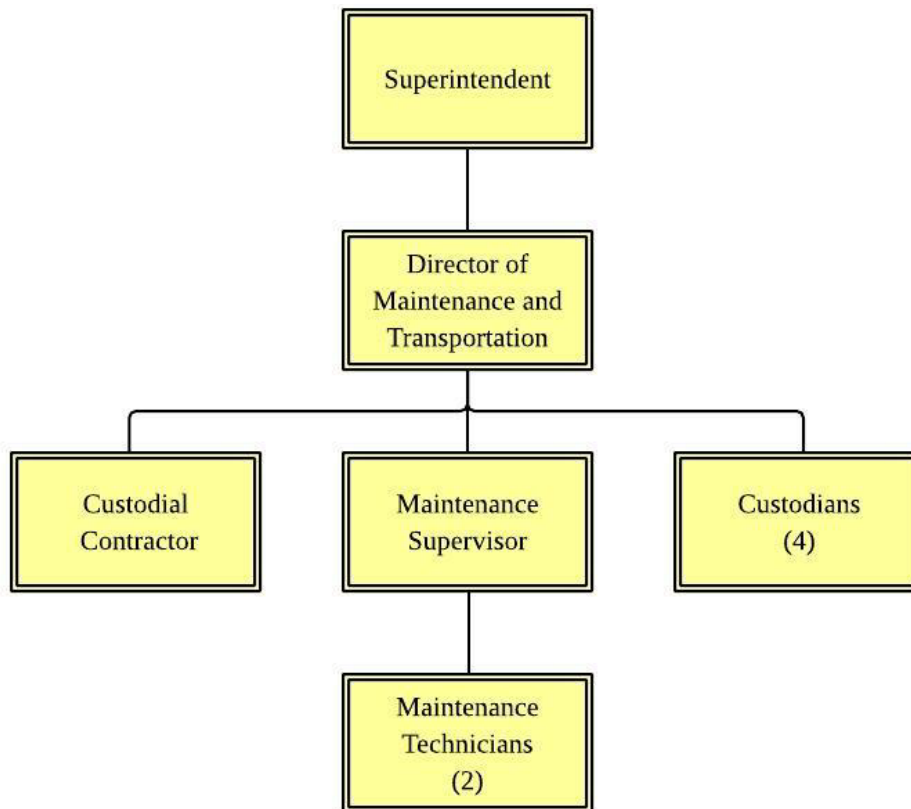 Superintendent
Director of
Maintenance and
Transportation
Custodial
Contractor
Maintenance
Supervisor
Custodians
(4)
Maintenance
Technicians
(2)